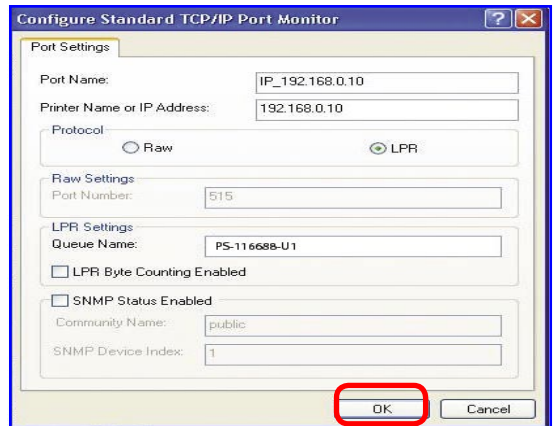 Configure Standard TCP/IP Port Monitor
Port Settings
Port Name: IP_192.168.0.10
Printer Name or IP Address: 192.168.0.10
Protocol
Raw LPR
Raw Settings
Port Number: 515
LPR Settings
Queue Name: PS-116688-U1
LPR Byte Counting Enabled
SNMP Status Enabled
Community Name: public
SNMP Device Index: 1
OK Cancel